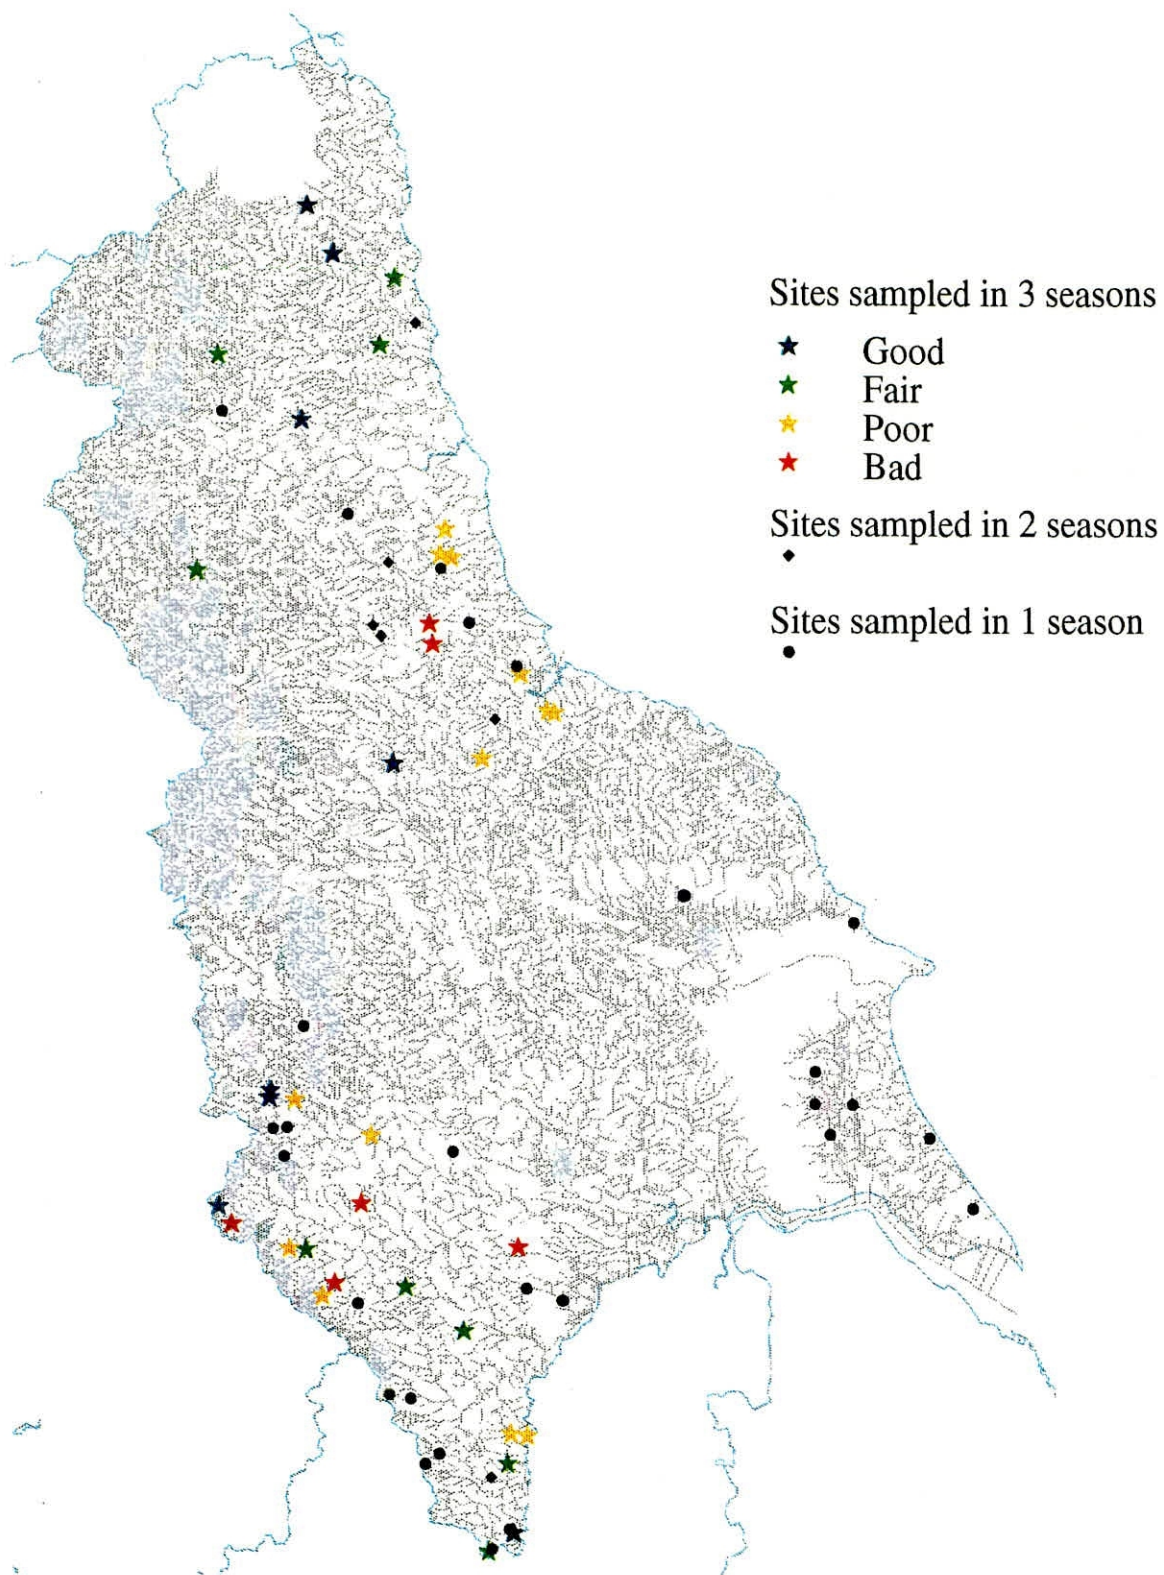 Sites sampled in 3 seasons
Good
Fair
Poor
Bad
Sites sampled in 2 seasons
Sites sampled in 1 season